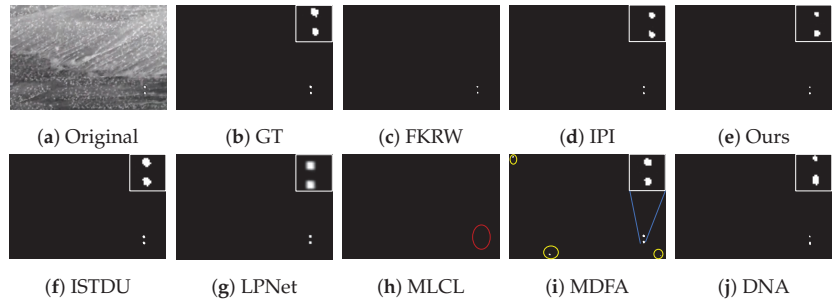 (a) Original (b) GT (c) FKRW (d) IPI (e) Ours
(f) ISTDU (g) LPNet (h) MLCL (i) MDFA (j) DNA